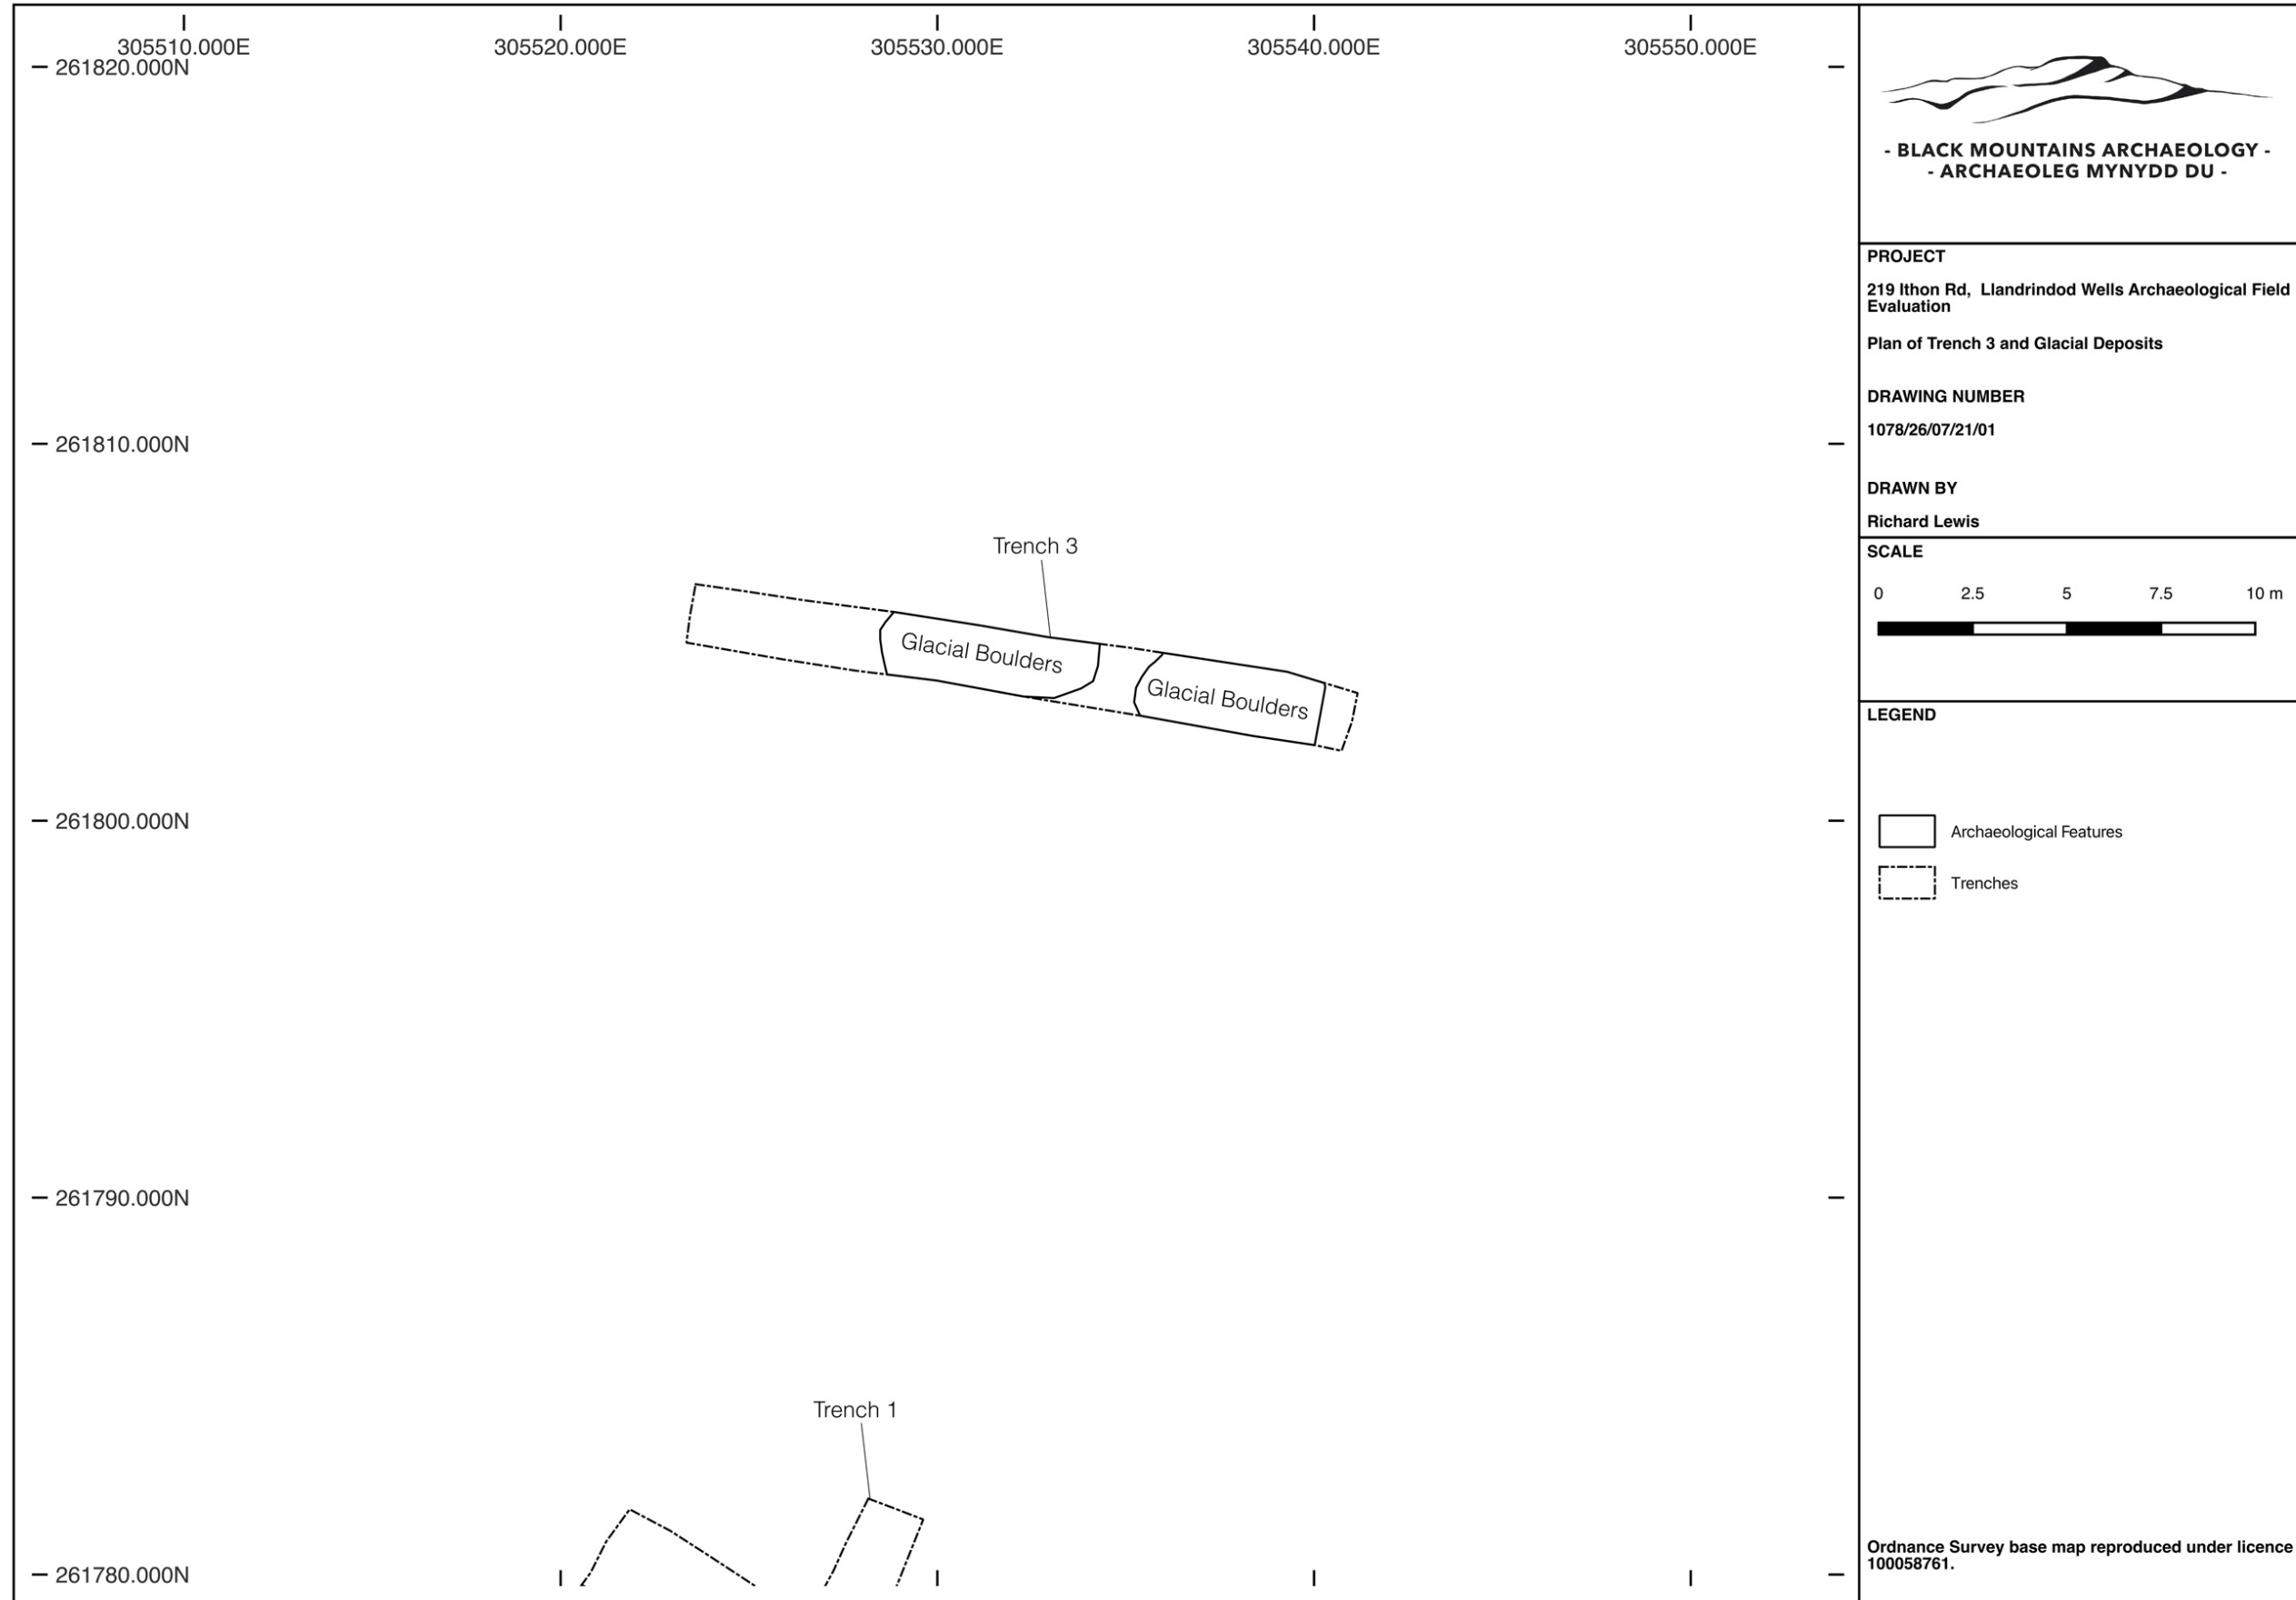 305510.000E
305520.000E
305530.000E
305540.000E
305550.000E
261820.000N
261810.000N
Trench 3
Glacial Boulders
Glacial Boulders
261800.000N
261790.000N
Trench 1
261780.000N
- BLACK MOUNTAINS ARCHAEOLOGY -
- ARCHAEOLEG MYNYDD DU -
PROJECT
219 Ithon Rd, Llandrindod Wells Archaeological Field
Evaluation
Plan of Trench 3 and Glacial Deposits
DRAWING NUMBER
1078/26/07/21/01
DRAWN BY
Richard Lewis
SCALE
0 2.5 5 7.5 10 m
LEGEND
Archaeological Features
Trenches
Ordnance Survey base map reproduced under licence
100058761.